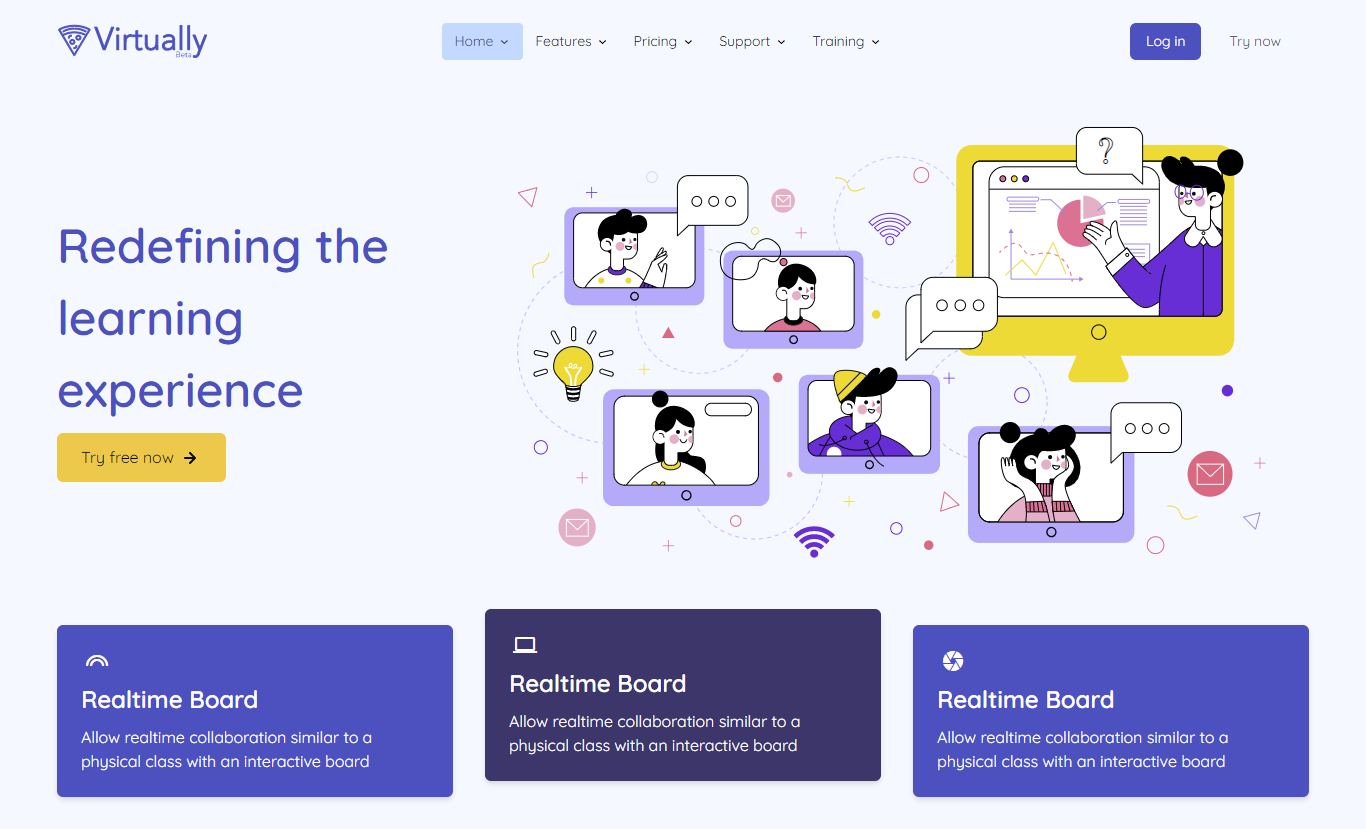 Virtually
Beta
Home
Features
Pricing
Support
Training
Log in
Try now
?
Redefining the
learning
experience
Try free now
Realtime Board
Allow realtime collaboration similar to a
physical class with an interactive board
Realtime Board
Allow realtime collaboration similar to a
physical class with an interactive board
Realtime Board
Allow realtime collaboration similar to a
physical class with an interactive board